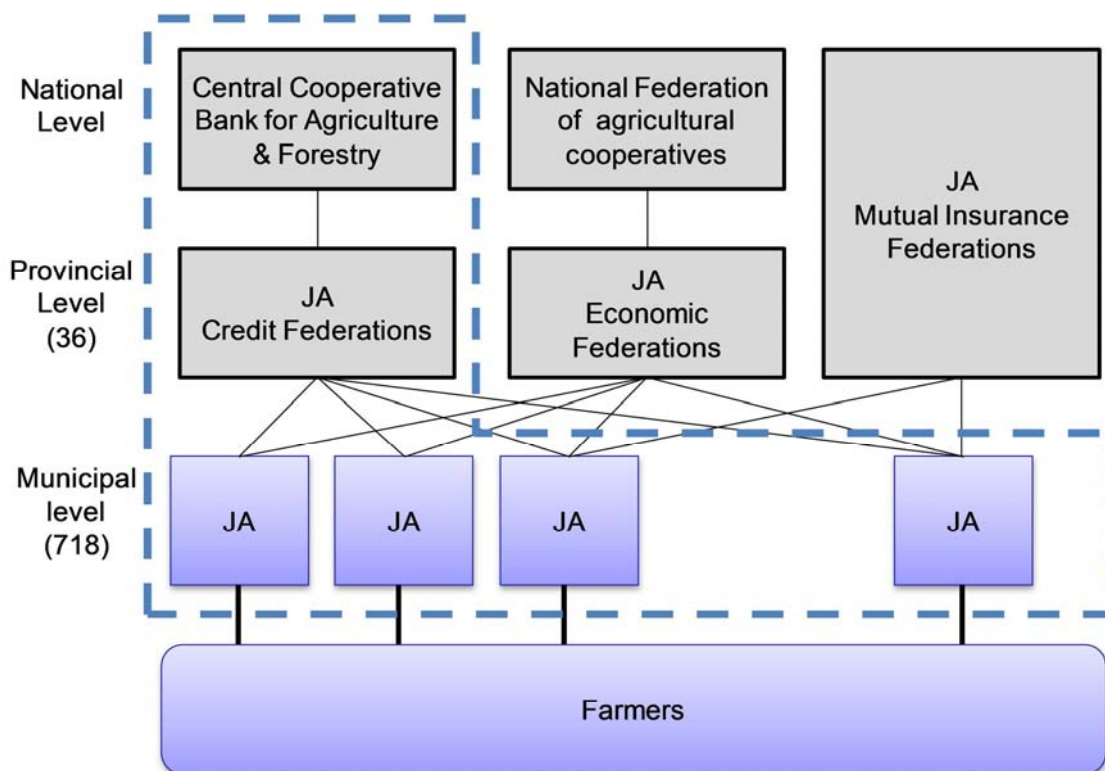 National
Level
Central Cooperative
Bank for Agriculture
& Forestry
National Federation
of agricultural
cooperatives
JA
Mutual Insurance
Federations
Provincial
Level
(36)
JA
Credit Federations
JA
Economic
Federations
Municipal
level
(718)
JA
JA
JA
JA
Farmers